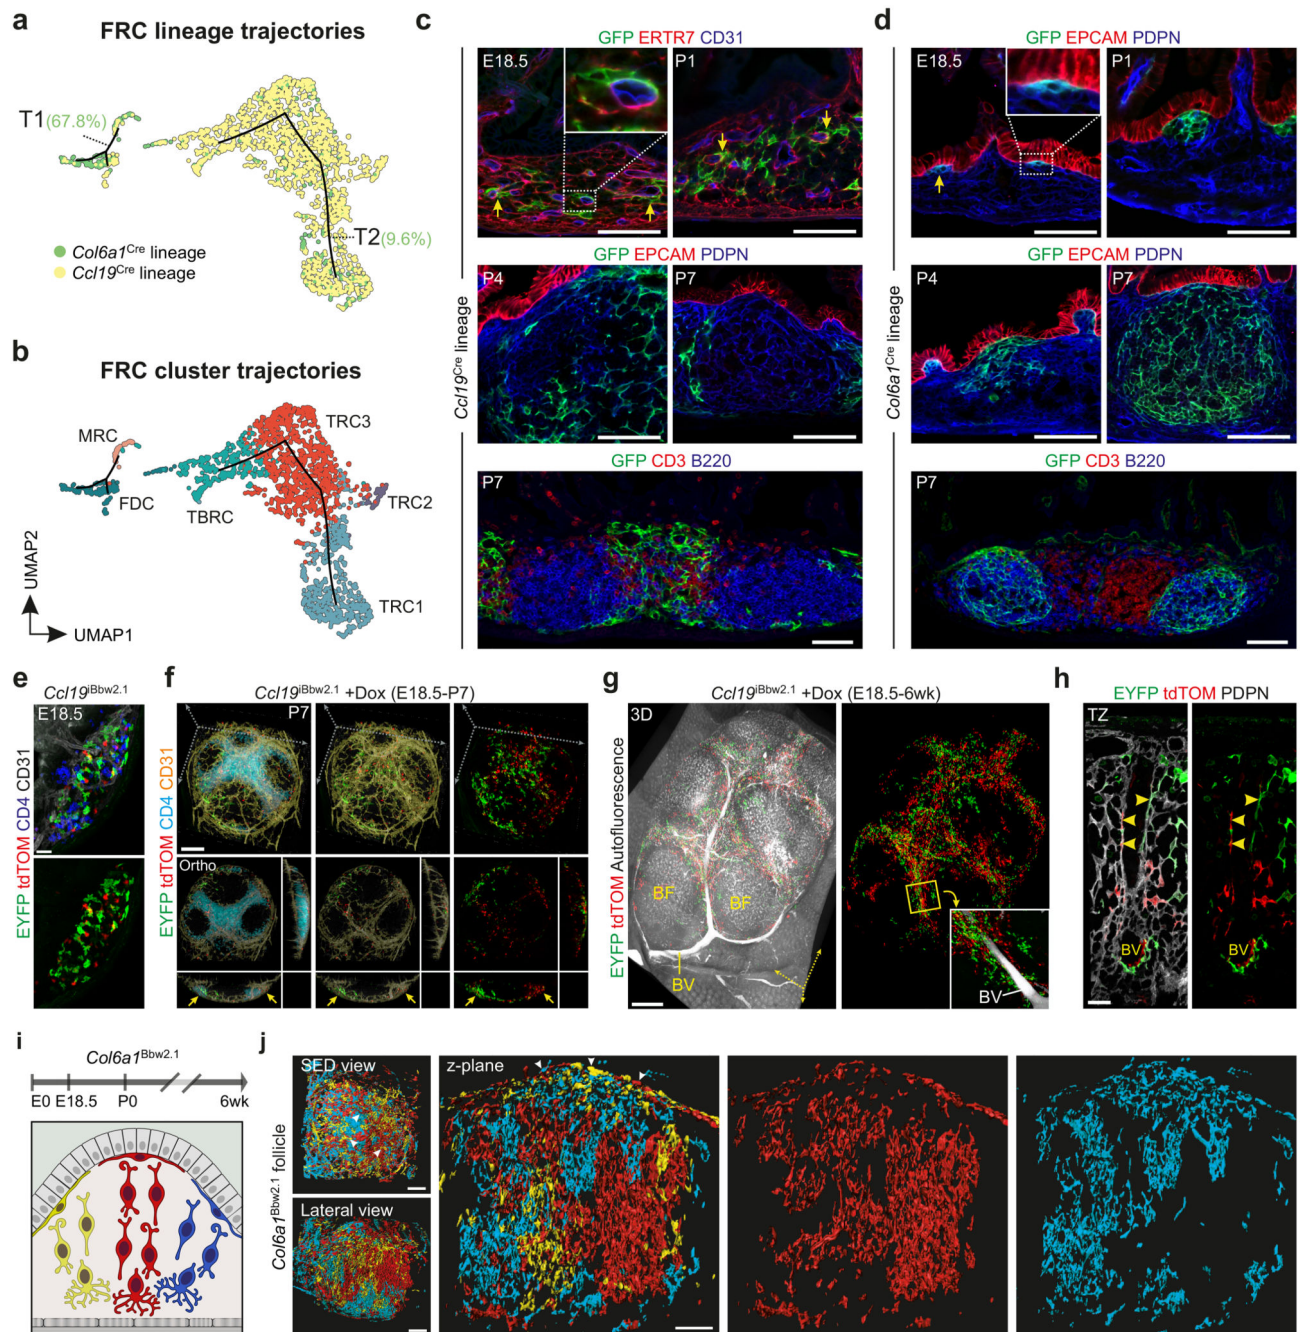 a
FRC lineage trajectories
T1(67.8%)
T2(9.6%)
Col6a1Cre lineage
Ccl19Cre lineage
b
FRC cluster trajectories
MRC
TRC3
FDC
TBRC
TRC2
TRC1
UMAP2
UMAP1
c
GFP ERTR7 CD31
E18.5
P1
GFP EPCAM PDPN
P4
P7
GFP CD3 B220
P7
Ccl19Cre lineage
d
GFP EPCAM PDPN
E18.5
P1
GFP EPCAM PDPN
P4
P7
GFP CD3 B220
P7
Col6a1Cre lineage
e
Ccl19iBbw2.1
E18.5
EYFP tdTOM CD4 CD31
EYFP tdTOM
f
Ccl19iBbw2.1 +Dox (E18.5-P7)
P7
Ortho
EYFP tdTOM CD4 CD31
g
Ccl19iBbw2.1 +Dox (E18.5-6wk)
3D
EYFP tdTOM Autofluorescence
BF
BF
BV
BV
h
EYFP tdTOM PDPN
TZ
BV
BV
i
Col6a1Bbw2.1
E0 E18.5 P0 6wk
j
SED view
z-plane
Lateral view
Col6a1Bbw2.1 follicle